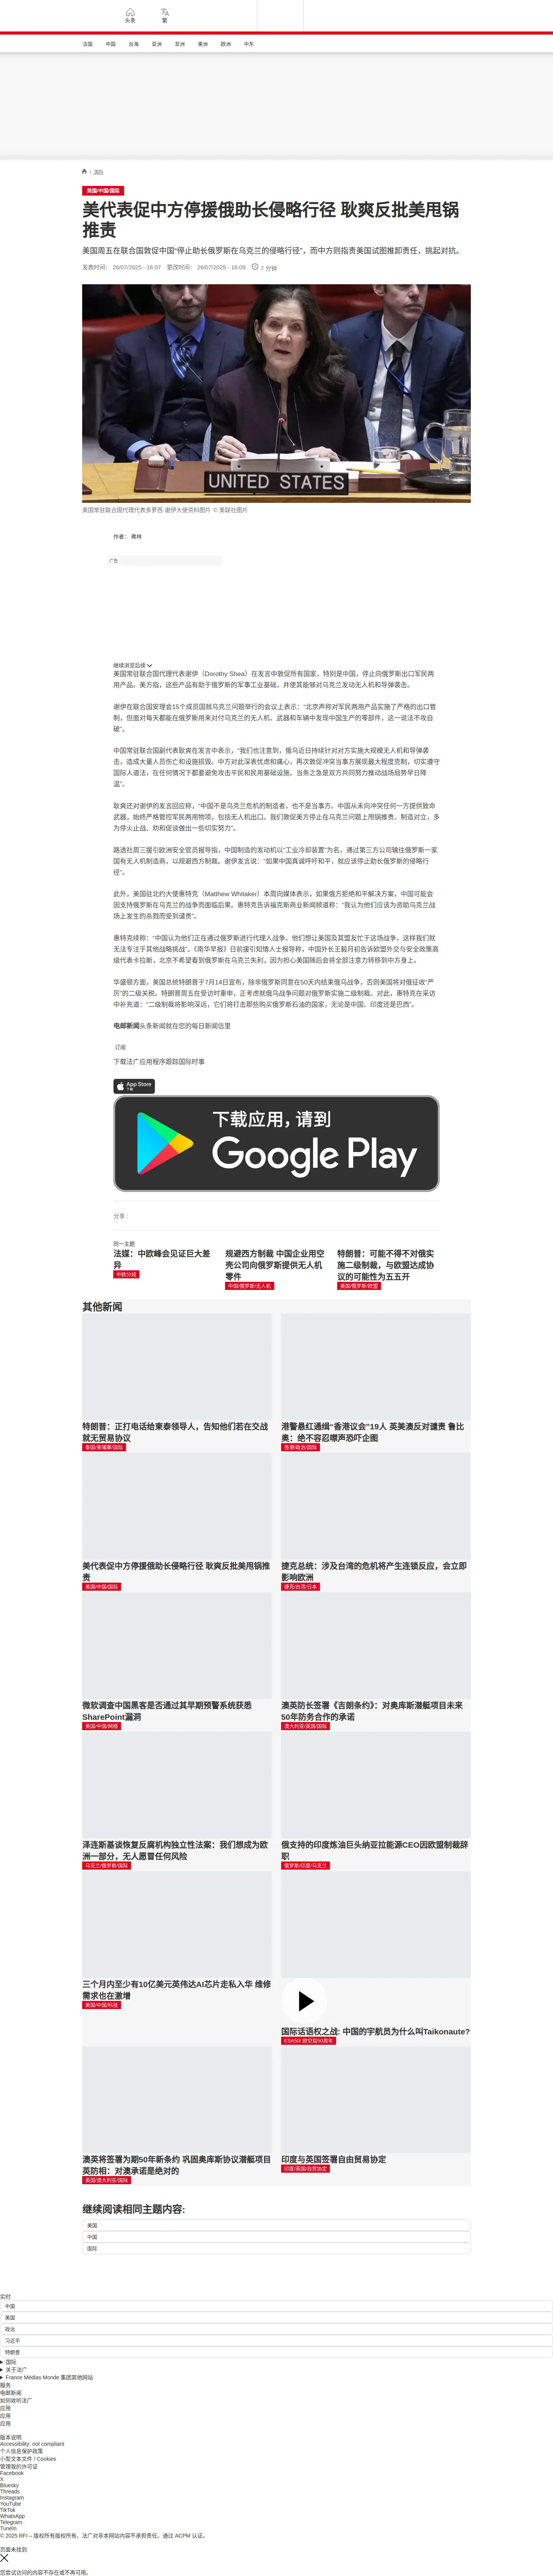 头条
繁
法国
中国
台海
亚洲
非洲
美洲
欧洲
中东
国际
美国/中国/国际
美代表促中方停援俄助长侵略行径 耿爽反批美甩锅
推责
美国周五在联合国敦促中国“停止助长俄罗斯在乌克兰的侵略行径”，而中方则指责美国试图推卸责任，挑起对抗。
发表时间： 26/07/2025 - 16:07 更改时间： 26/07/2025 - 16:09 7 分钟
UNITED STATES
美国常驻联合国代理代表多萝西·谢伊大使资料图片 © 美联社图片
作者： 弗林
广告
继续浏览后续
美国常驻联合国代理代表谢伊（Dorothy Shea）在发言中敦促所有国家，特别是中国，停止向俄罗斯出口军民两
用产品。美方指，这些产品有助于俄罗斯的军事工业基础，并使其能够对乌克兰发动无人机和导弹袭击。
谢伊在联合国安理会15个成员国就乌克兰问题举行的会议上表示：“北京声称对军民两用产品实施了严格的出口管
制，但面对每天都能在俄罗斯用来对付乌克兰的无人机、武器和车辆中发现中国生产的零部件，这一说法不攻自
破”。
中国常驻联合国副代表耿爽在发言中表示，“我们也注意到，俄乌近日持续针对对方实施大规模无人机和导弹袭
击，造成大量人员伤亡和设施损毁。中方对此深表忧虑和痛心，再次敦促冲突当事方展现最大程度克制，切实遵守
国际人道法，在任何情况下都要避免攻击平民和民用基础设施。当务之急是双方共同努力推动战场局势早日降
温”。
耿爽还对谢伊的发言回应称，“中国不是乌克兰危机的制造者，也不是当事方。中国从未向冲突任何一方提供致命
武器，始终严格管控军民两用物项，包括无人机出口。我们敦促美方停止在乌克兰问题上甩锅推责、制造对立，多
为停火止战、劝和促谈做出一些切实努力”。
路透社周三援引欧洲安全官员报导指，中国制造的发动机以“工业冷却装置”为名，通过第三方公司输往俄罗斯一家
国有无人机制造商，以规避西方制裁。谢伊发言说：“如果中国真诚呼吁和平，就应该停止助长俄罗斯的侵略行
径”。
此外，美国驻北约大使惠特克（Matthew Whitaker）本周向媒体表示，如果俄方拒绝和平解决方案，中国可能会
因支持俄罗斯在乌克兰的战争而面临后果。惠特克告诉福克斯商业新闻频道称：“我认为他们应该为资助乌克兰战
场上发生的杀戮而受到谴责”。
惠特克续称：“中国认为他们正在通过俄罗斯进行代理人战争。他们想让美国及其盟友忙于这场战争，这样我们就
无法专注于其他战略挑战”。《南华早报》日前援引知情人士报导称，中国外长王毅月初告诉欧盟外交与安全政策高
级代表卡拉斯，北京不希望看到俄罗斯在乌克兰失利，因为担心美国随后会将全部注意力转移到中方身上。
华盛顿方面，美国总统特朗普于7月14日宣布，除非俄罗斯同意在50天内结束俄乌战争，否则美国将对俄征收“严
厉”的二级关税。特朗普周五在受访时重申，正考虑就俄乌战争问题对俄罗斯实施二级制裁。对此，惠特克在采访
中补充道：“二级制裁将影响深远，它们将打击那些购买俄罗斯石油的国家，无论是中国、印度还是巴西”。
电邮新闻头条新闻就在您的每日新闻信里
订阅
下载法广应用程序跟踪国际时事
App Store
下载
下载应用，请到
Google Play
分享 :
同一主题
法媒：中欧峰会见证巨大差
异
中欧分歧
规避西方制裁 中国企业用空
壳公司向俄罗斯提供无人机
零件
中国/俄罗斯/无人机
特朗普：可能不得不对俄实
施二级制裁，与欧盟达成协
议的可能性为五五开
美国/俄罗斯/欧盟
其他新闻
特朗普：正打电话给柬泰领导人，告知他们若在交战
就无贸易协议
泰国/柬埔寨/国际
港警悬红通缉“香港议会”19人 英美澳反对谴责 鲁比
奥：绝不容忍噤声恐吓企图
香港/政治/国际
美代表促中方停援俄助长侵略行径 耿爽反批美甩锅推
责
美国/中国/国际
捷克总统：涉及台湾的危机将产生连锁反应，会立即
影响欧洲
捷克/台湾/日本
微软调查中国黑客是否通过其早期预警系统获悉
SharePoint漏洞
美国/中国/网络
澳英防长签署《吉朗条约》：对奥库斯潜艇项目未来
50年防务合作的承诺
澳大利亚/英国/国际
泽连斯基谈恢复反腐机构独立性法案：我们想成为欧
洲一部分，无人愿冒任何风险
乌克兰/俄罗斯/国际
俄支持的印度炼油巨头纳亚拉能源CEO因欧盟制裁辞
职
俄罗斯/印度/乌克兰
三个月内至少有10亿美元英伟达AI芯片走私入华 维修
需求也在激增
美国/中国/科技
国际话语权之战: 中国的宇航员为什么叫Taikonaute?
ESA50/ 欧空局50周年
澳英将签署为期50年新条约 巩固奥库斯协议潜艇项目
英防相：对澳承诺是绝对的
英国/澳大利亚/国际
印度与英国签署自由贸易协定
印度/英国/自贸协定
继续阅读相同主题内容:
美国
中国
国际
实时
中国
美国
政治
习近平
特朗普
国际
关于法广
France Médias Monde 集团其他网站
服务
电邮新闻
如何收听法广
应用
应用
应用
版本说明
Accessibility: not compliant
个人信息保护政策
小型文本文件 / Cookies
管理我的许可证
Facebook
X
Bluesky
Threads
Instagram
YouTube
TikTok
WhatsApp
Telegram
TuneIn
© 2025 RFI – 版权所有版权所有。法广对非本网站内容不承担责任。通过 ACPM 认证。
页面未找到
您尝试访问的内容不存在或不再可用。